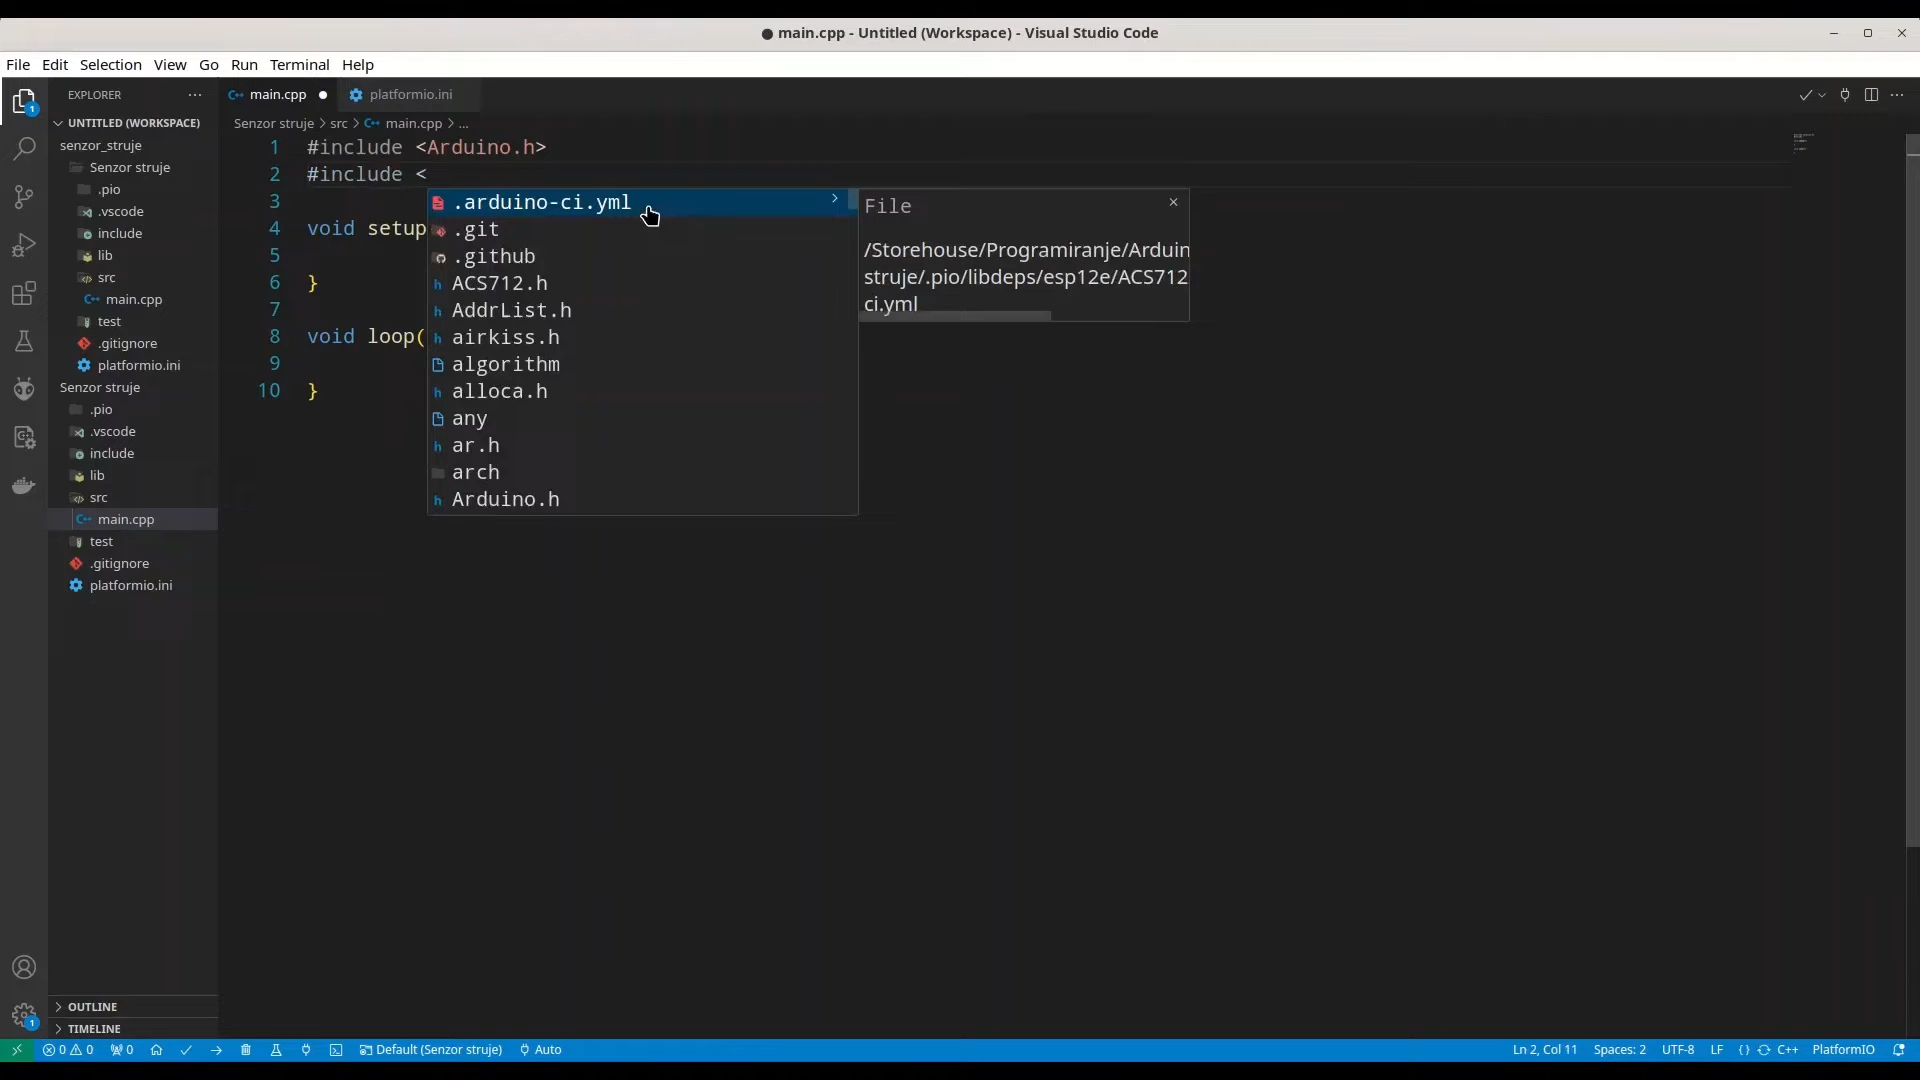 main.cpp - Untitled (Workspace) - Visual Studio Code
File Edit Selection View Go Run Terminal Help
EXPLORER
main.cpp
platformio.ini
UNTITLED (WORKSPACE)
senzor_struje
Senzor struje
.pio
.vscode
include
lib
src
main.cpp
test
.gitignore
platformio.ini
Senzor struje
.pio
.vscode
include
lib
src
main.cpp
test
.gitignore
platformio.ini
OUTLINE
TIMELINE
Senzor struje > src > main.cpp > ...
1 #include <Arduino.h>
2 #include <
3
4 void setup
5
6 }
7
8 void loop(
9
10 }
.arduino-ci.yml
.git
.github
ACS712.h
AddrList.h
airkiss.h
algorithm
alloca.h
any
ar.h
arch
Arduino.h
File
/Storehouse/Programiranje/Arduin
struje/.pio/libdeps/esp12e/ACS712
ci.yml
1
1
0 0 0 Default (Senzor struje) Auto Ln 2, Col 11 Spaces: 2 UTF-8 LF {} C++ PlatformIO